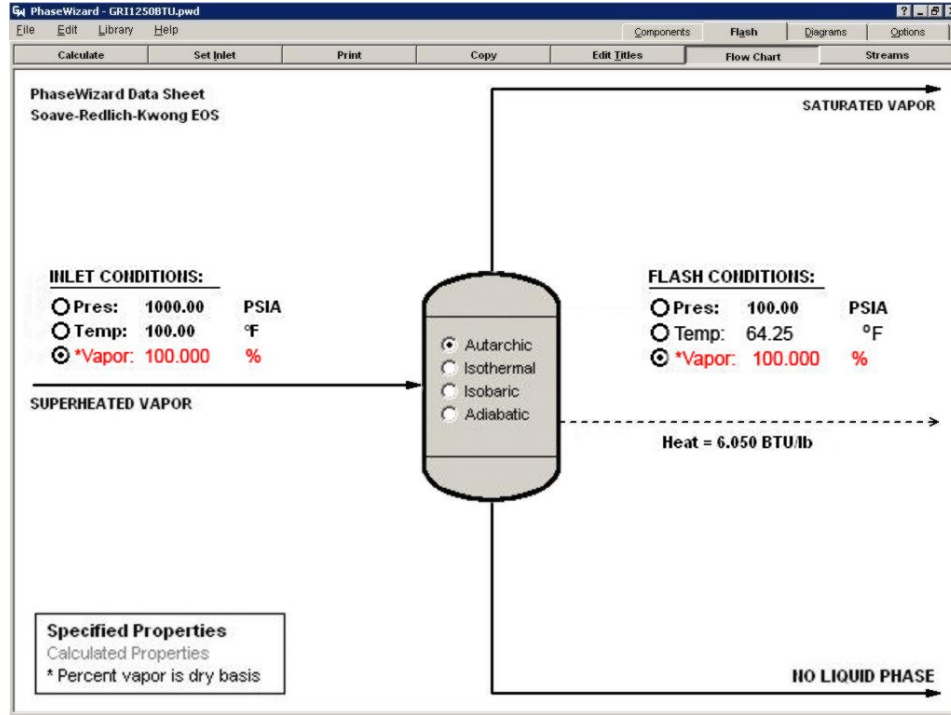 GW PhaseWizard - GRI1250BTU.pwd
File Edit Library Help Components Flash Diagrams Options
Calculate Set Inlet Print Copy Edit Titles Flow Chart Streams
PhaseWizard Data Sheet
Soave-Redlich-Kwong EOS
SATURATED VAPOR
INLET CONDITIONS:
Pres: 1000.00 PSIA
Temp: 100.00 °F
*Vapor: 100.000 %
SUPERHEATED VAPOR
Autarchic
Isothermal
Isobaric
Adiabatic
FLASH CONDITIONS:
Pres: 100.00 PSIA
Temp: 64.25 °F
*Vapor: 100.000 %
Heat = 6.050 BTU/lb
Specified Properties
Calculated Properties
* Percent vapor is dry basis
NO LIQUID PHASE